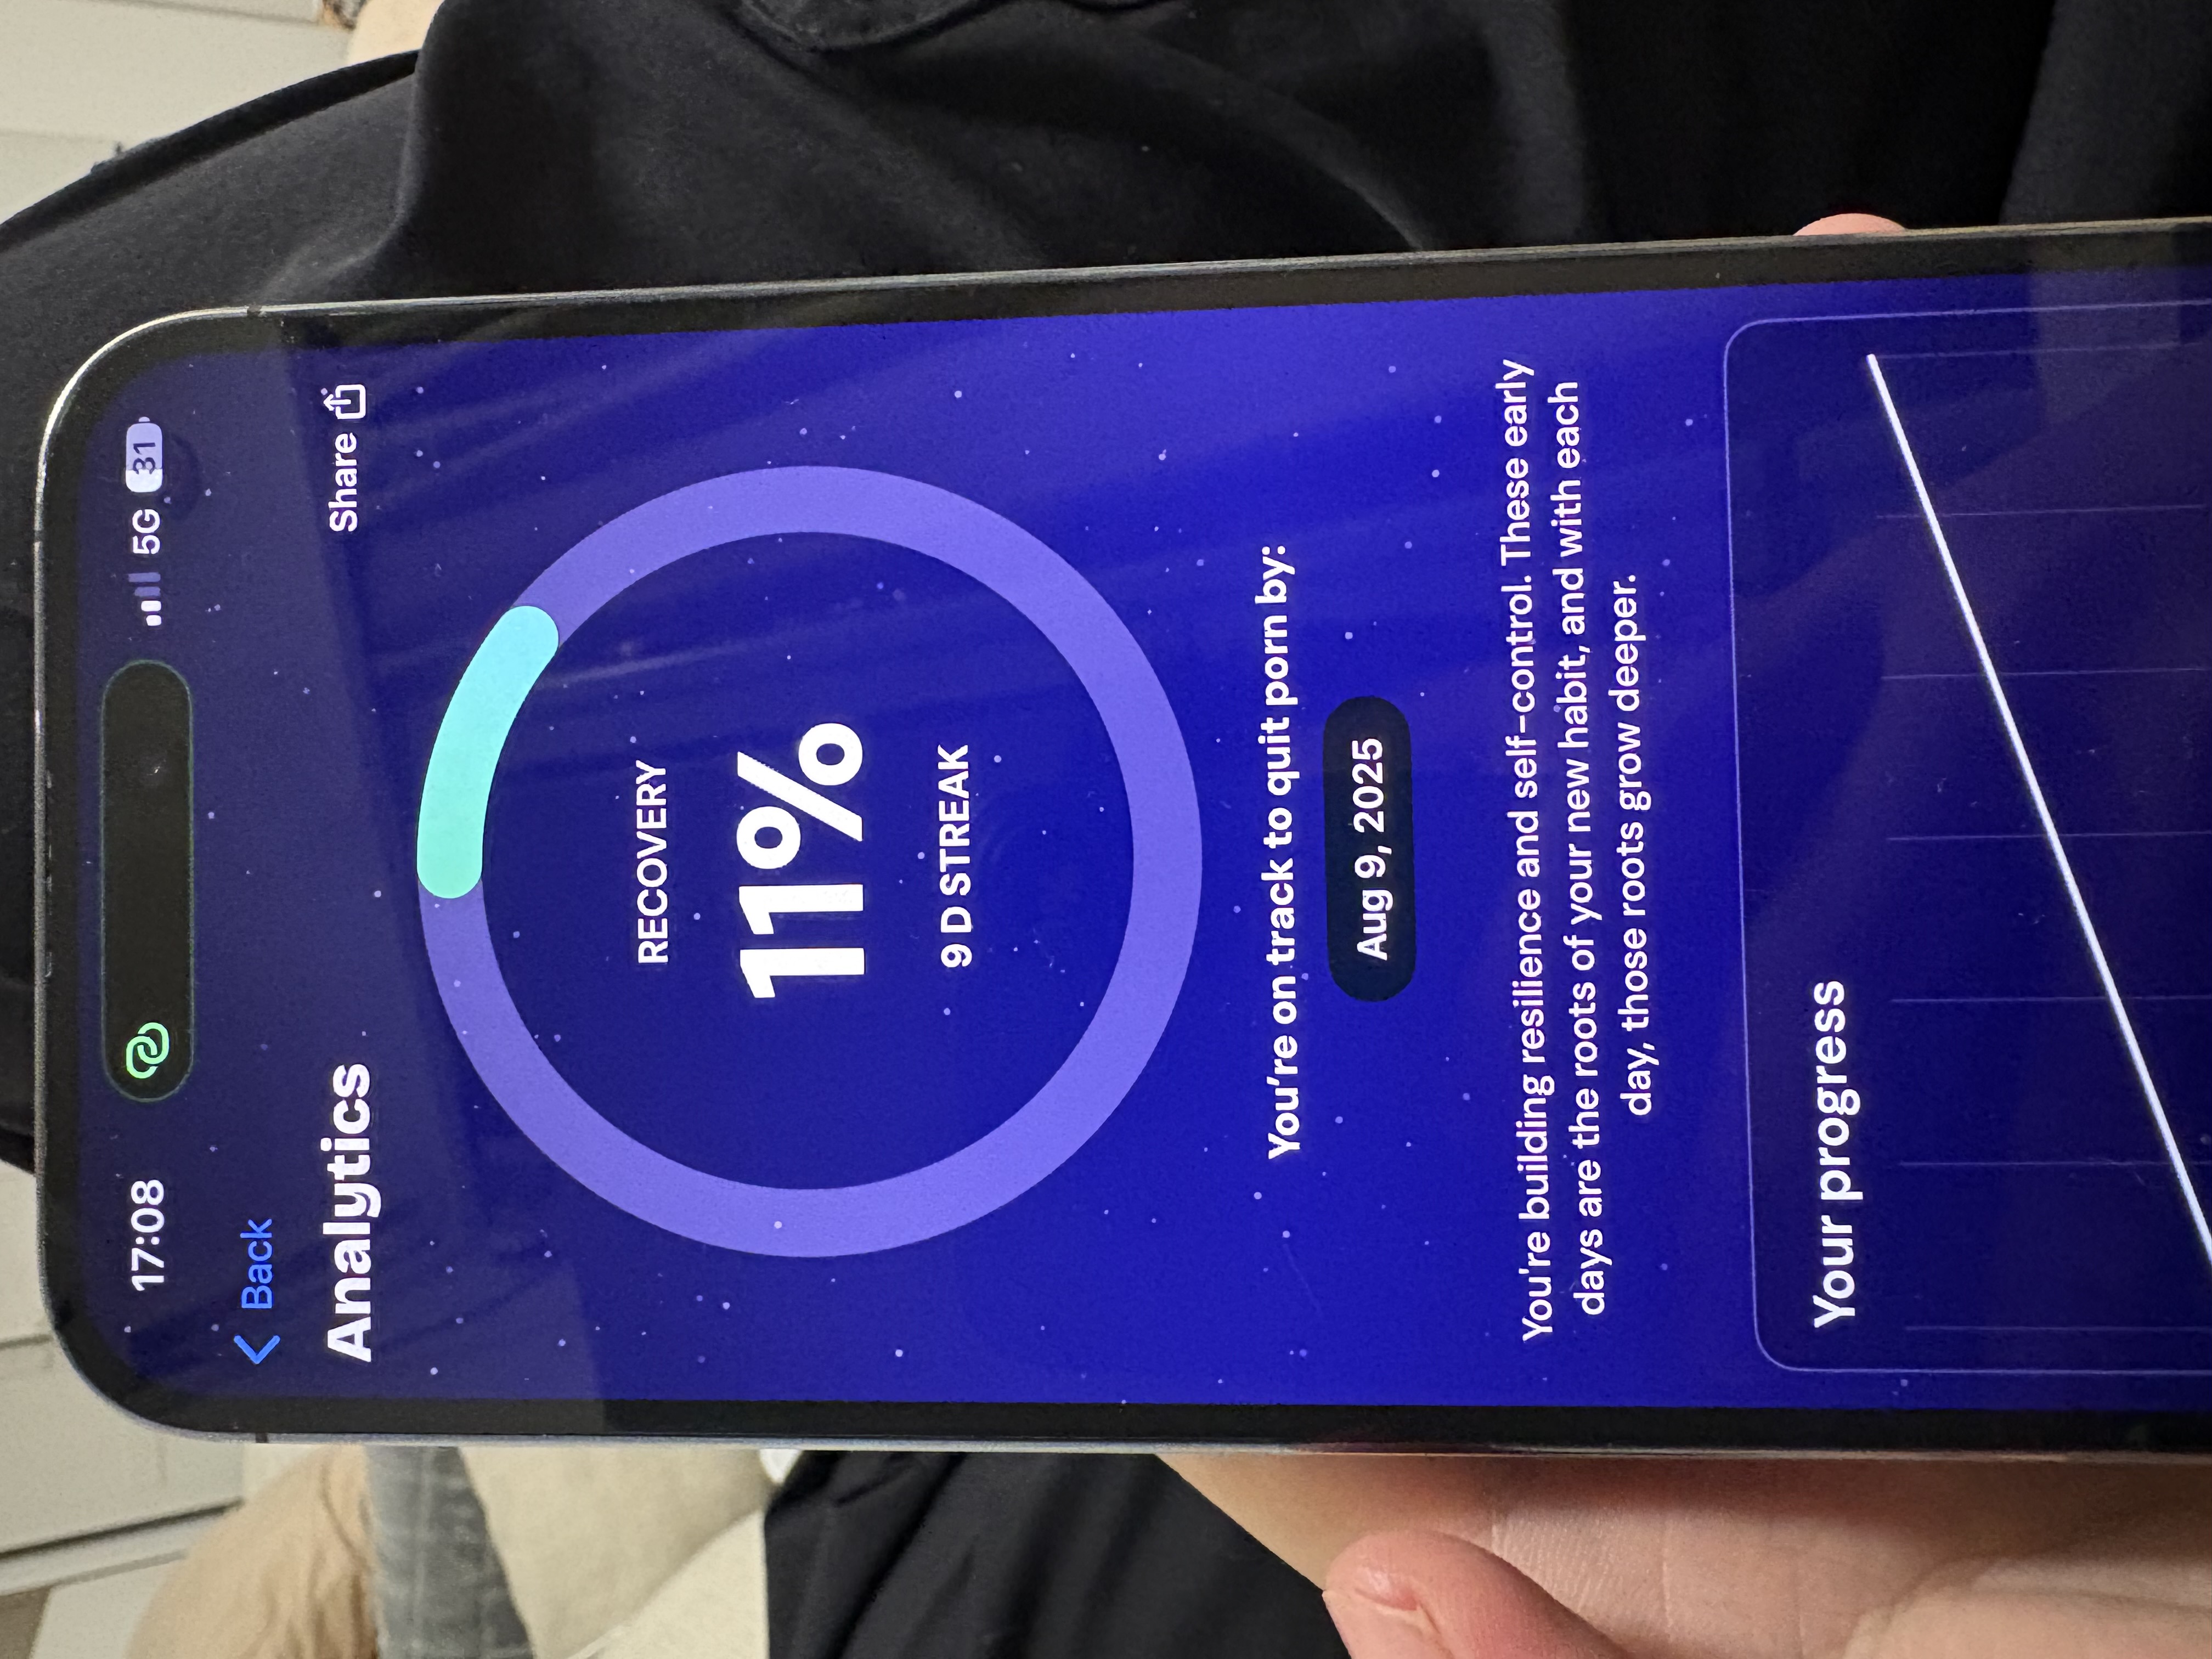 17:08
5G 31
Back
Analytics
Share
RECOVERY
11%
9 D STREAK
You’re on track to quit porn by:
Aug 9, 2025
You're building resilience and self-control. These early
days are the roots of your new habit, and with each
day, those roots grow deeper.
Your progress